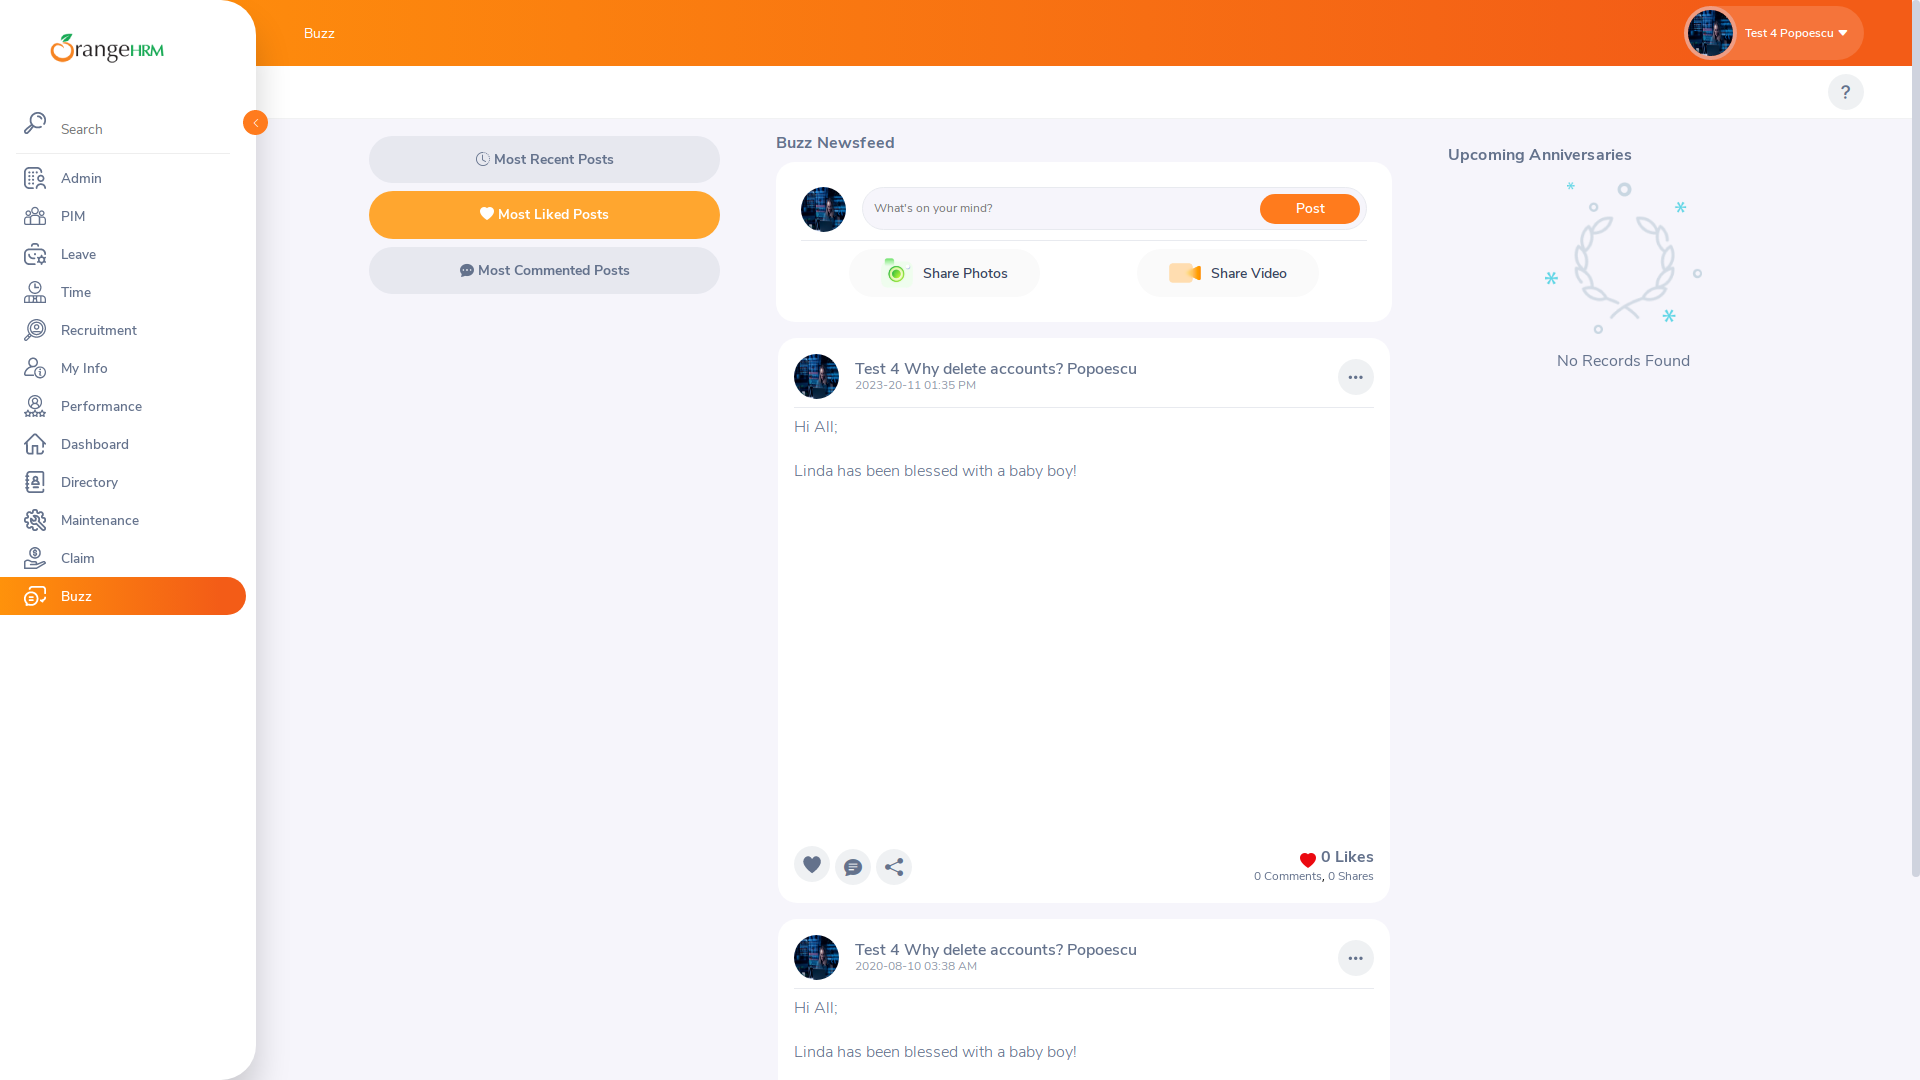 OrangeHRM
Search
Admin
PIM
Leave
Time
Recruitment
My Info
Performance
Dashboard
Directory
Maintenance
Claim
Buzz
Buzz
Test 4 Popoescu
?
Most Recent Posts
Most Liked Posts
Most Commented Posts
Buzz Newsfeed
What's on your mind?
Post
Share Photos
Share Video
Test 4 Why delete accounts? Popoescu
2023-20-11 01:35 PM
Hi All;
Linda has been blessed with a baby boy!
0 Likes
0 Comments, 0 Shares
Test 4 Why delete accounts? Popoescu
2020-08-10 03:38 AM
Hi All;
Linda has been blessed with a baby boy!
Upcoming Anniversaries
No Records Found